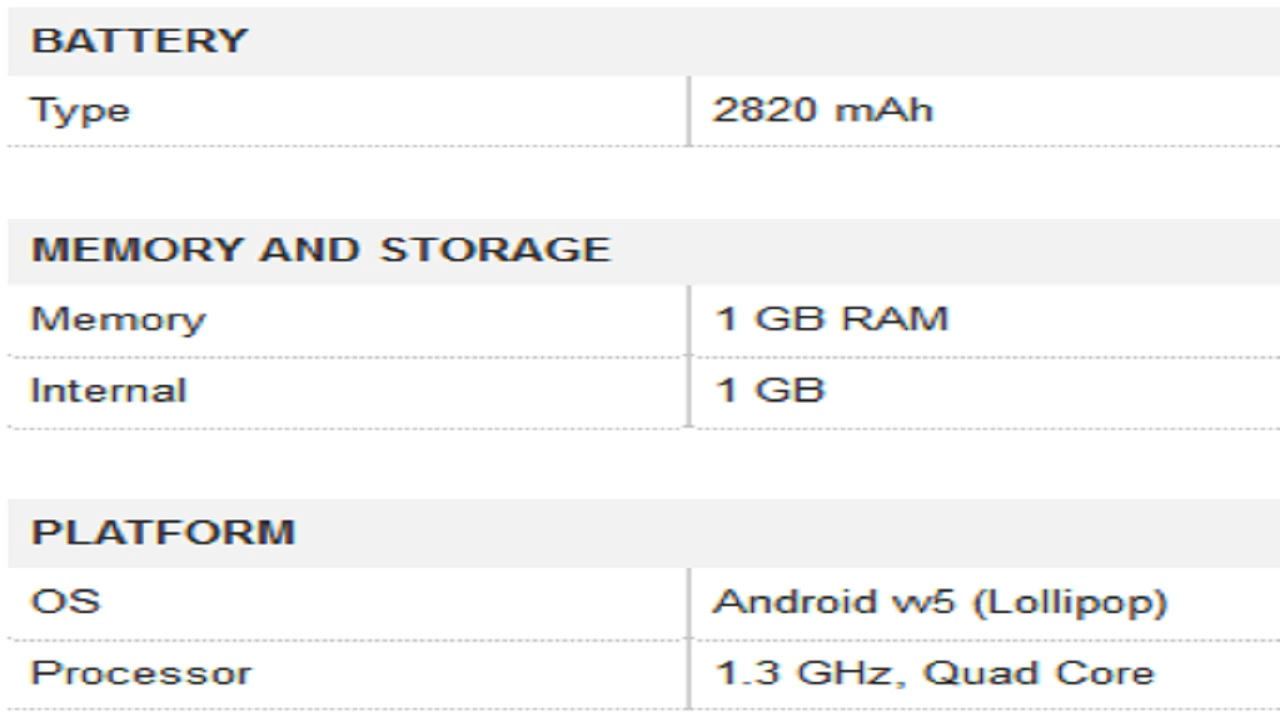 BATTERY
Type 2820 mAh
MEMORY AND STORAGE
Memory 1 GB RAM
Internal 1 GB
PLATFORM
OS Android w5 (Lollipop)
Processor 1.3 GHz, Quad Core